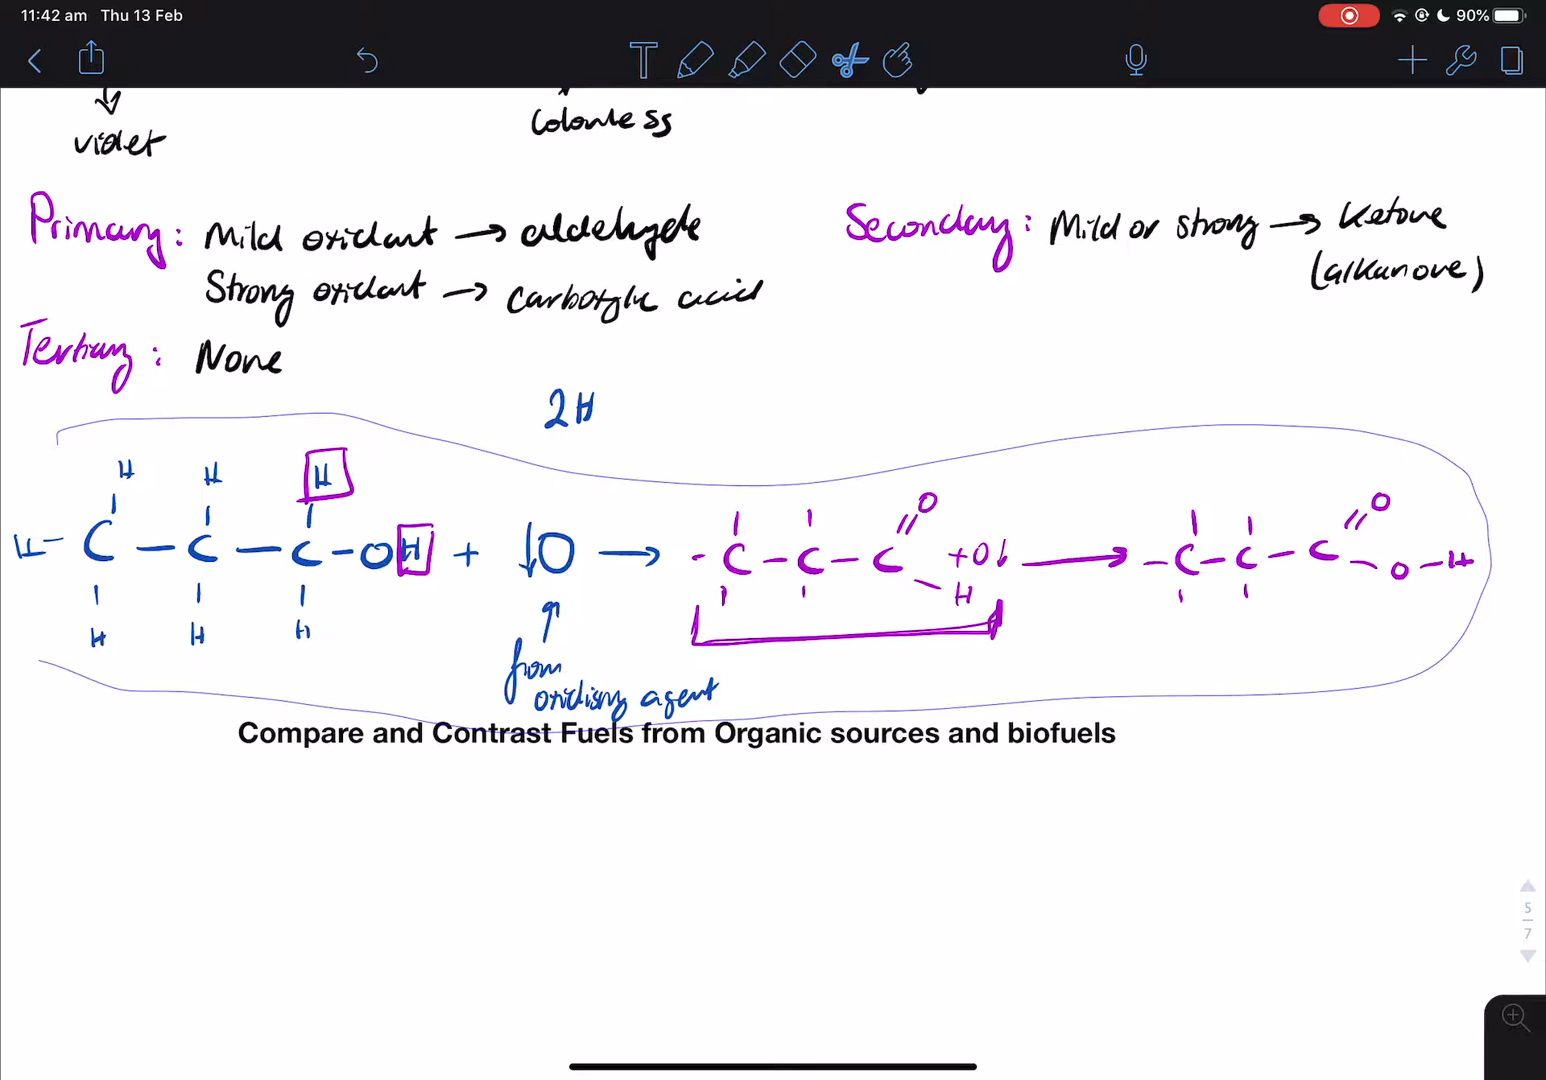 11:42 am Thu 13 Feb
90%
violet
Colourless
Primary: Mild oxidant → aldehyde
Strong oxidant → carboxylic acid
Secondary: Mild or strong → Ketone
(alkanone)
Tertiary: None
2H
H H H
H - C - C - C - OH + ↓O → - C - C - C = O + O↓ → - C - C - C = O
H O - H
H H H
↑
from
oxidising agent
Compare and Contrast Fuels from Organic sources and biofuels
5
7